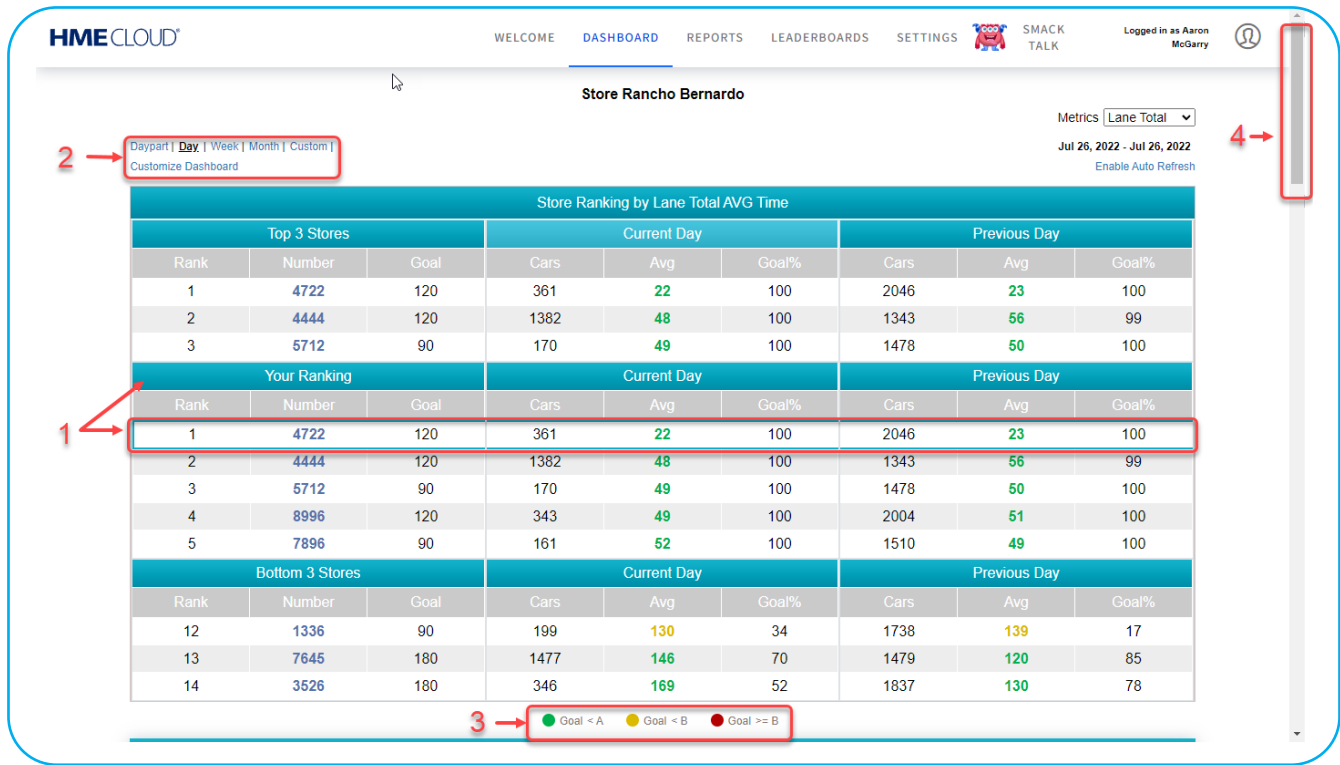 HME CLOUD®
WELCOME DASHBOARD REPORTS LEADERBOARDS SETTINGS SMACK TALK Logged in as Aaron McGarry
Store Rancho Bernardo
Metrics Lane Total
4
2
Daypart | Day | Week | Month | Custom |
Jul 26, 2022 - Jul 26, 2022
Customize Dashboard
Enable Auto Refresh
Store Ranking by Lane Total AVG Time
Top 3 Stores Current Day Previous Day
Rank Number Goal Cars Avg Goal% Cars Avg Goal%
1 4722 120 361 22 100 2046 23 100
2 4444 120 1382 48 100 1343 56 99
3 5712 90 170 49 100 1478 50 100
Your Ranking Current Day Previous Day
Rank Number Goal Cars Avg Goal% Cars Avg Goal%
1
1 4722 120 361 22 100 2046 23 100
2 4444 120 1382 48 100 1343 56 99
3 5712 90 170 49 100 1478 50 100
4 8996 120 343 49 100 2004 51 100
5 7896 90 161 52 100 1510 49 100
Bottom 3 Stores Current Day Previous Day
Rank Number Goal Cars Avg Goal% Cars Avg Goal%
12 1336 90 199 130 34 1738 139 17
13 7645 180 1477 146 70 1479 120 85
14 3526 180 346 169 52 1837 130 78
3
Goal < A Goal < B Goal >= B